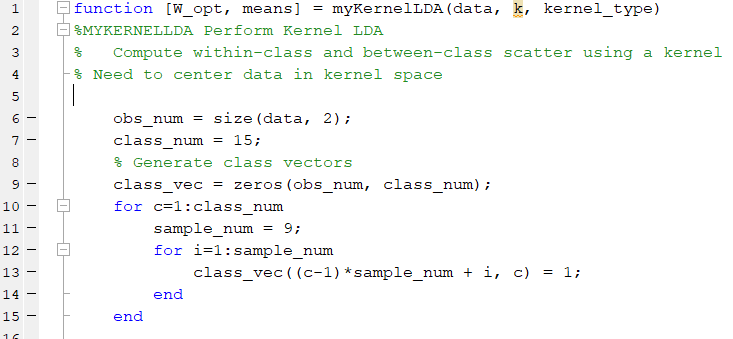 1 function [W_opt, means] = myKernelLDA(data, k, kernel_type)
2 %MYKERNELLDA Perform Kernel LDA
3 %   Compute within-class and between-class scatter using a kernel
4 % Need to center data in kernel space
5
6 – obs_num = size(data, 2);
7 – class_num = 15;
8 % Generate class vectors
9 – class_vec = zeros(obs_num, class_num);
10 – for c=1:class_num
11 – sample_num = 9;
12 – for i=1:sample_num
13 – class_vec((c-1)*sample_num + i, c) = 1;
14 – end
15 – end